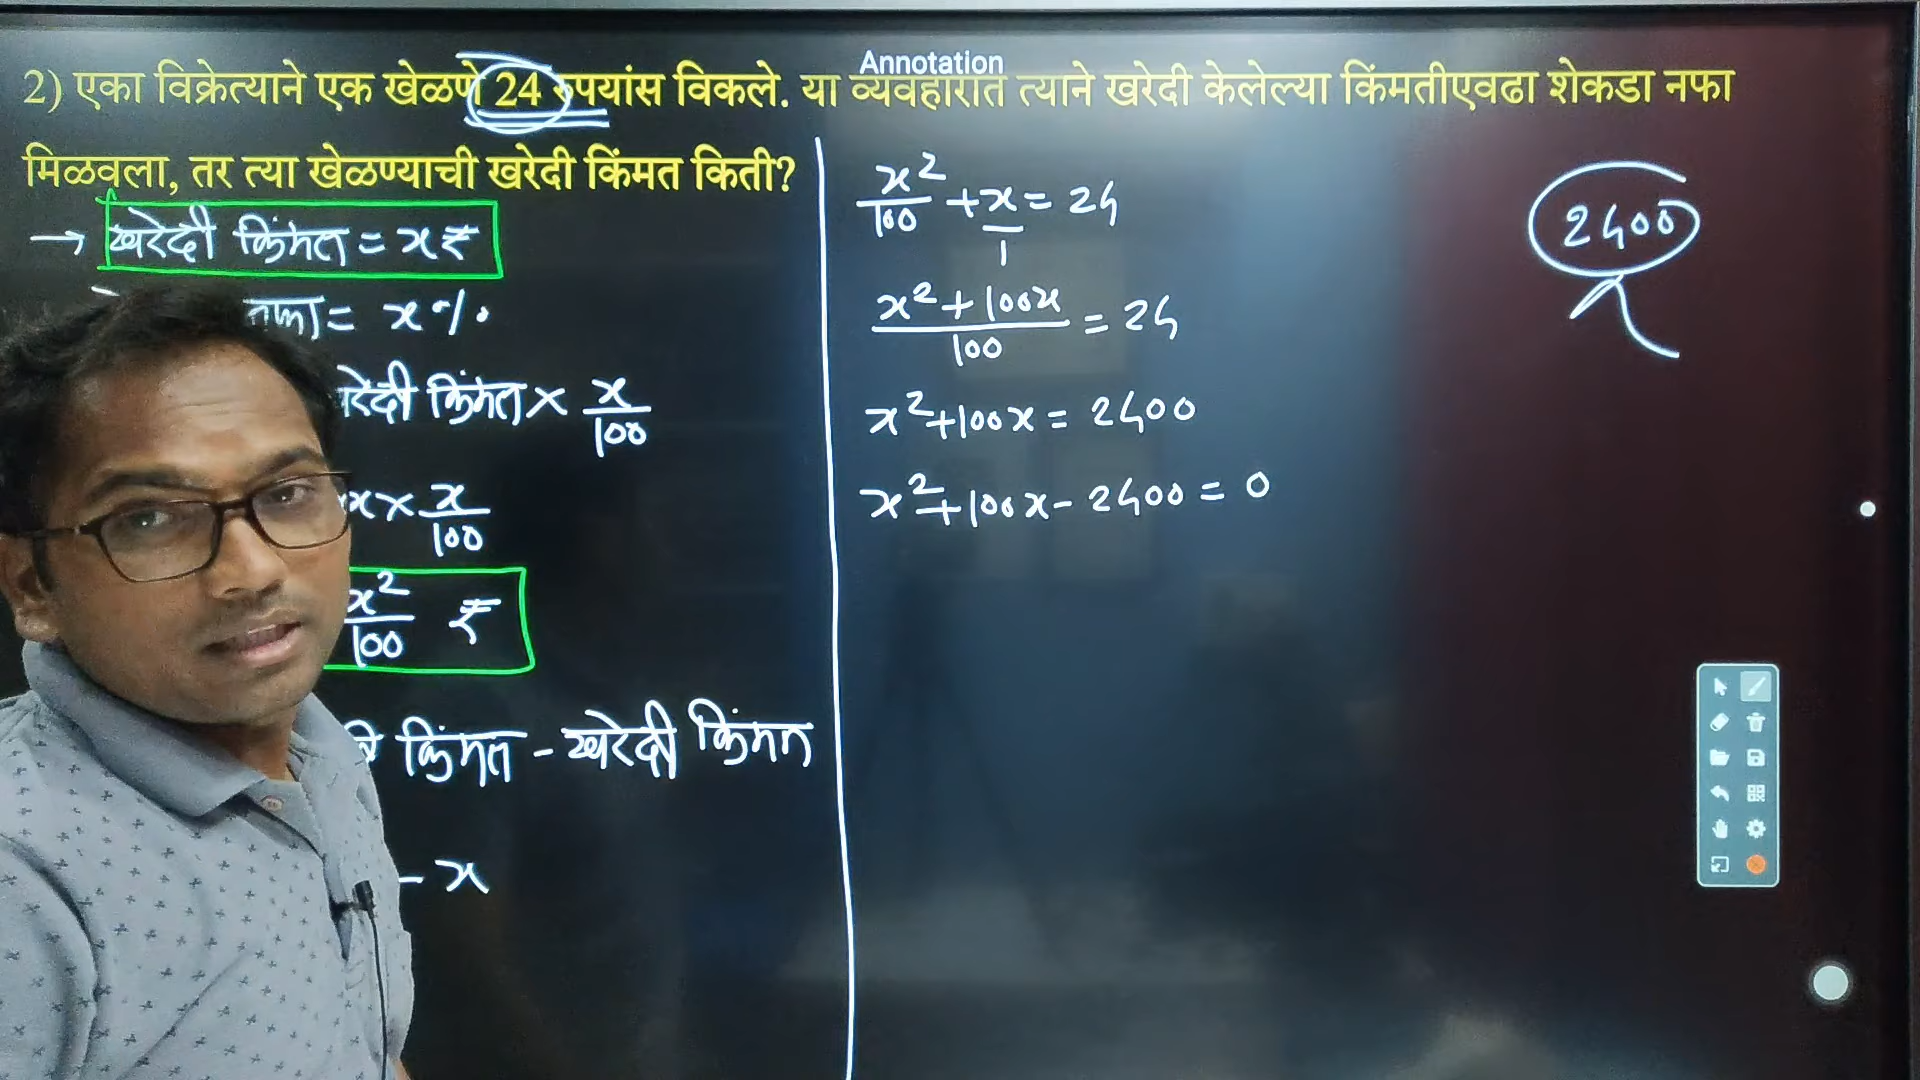 Annotation
2) एका विक्रेत्याने एक खेळणे 24 रुपयांस विकले. या व्यवहारात त्याने खरेदी केलेल्या किंमतीएवढा शेकडा नफा
मिळवला, तर त्या खेळण्याची खरेदी किंमत किती?
→ खरेदी किंमत = x ₹
नफा = x %
रेदी किंमत × x/100
x × x/100
x²/100 ₹
किंमत - खरेदी किंमत
- x
x²/100 + x/1 = 24
(x² + 100x)/100 = 24
x² + 100x = 2400
x² + 100x - 2400 = 0
2400